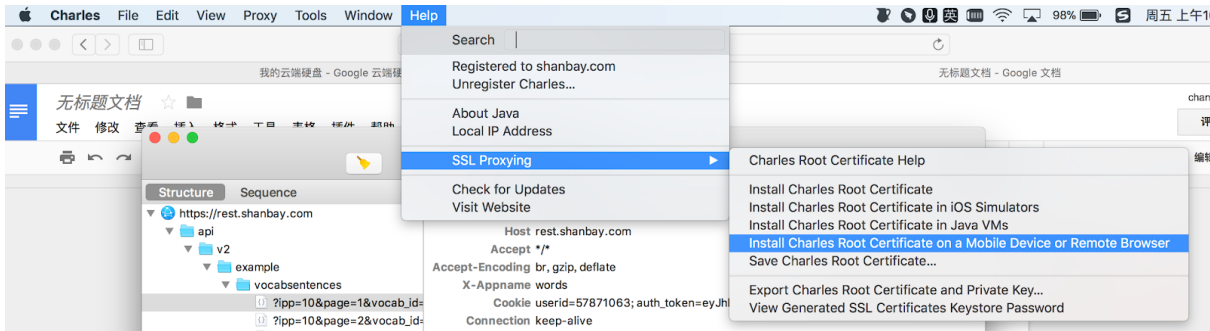 Charles File Edit View Proxy Tools Window Help 英 98% 周五 上午1
Search
我的云端硬盘 - Google 云端硬
无标题文档 - Google 文档
Registered to shanbay.com
Unregister Charles...
无标题文档
About Java
Local IP Address
文件 修改 查看 插入 格式 工具 表格 插件 帮助
SSL Proxying
Charles Root Certificate Help
编辑
Structure Sequence
Check for Updates
Visit Website
Install Charles Root Certificate
Install Charles Root Certificate in iOS Simulators
Install Charles Root Certificate in Java VMs
Install Charles Root Certificate on a Mobile Device or Remote Browser
Save Charles Root Certificate...
Export Charles Root Certificate and Private Key...
View Generated SSL Certificates Keystore Password
https://rest.shanbay.com
api
v2
example
vocabsentences
?ipp=10&page=1&vocab_id=
?ipp=10&page=2&vocab_id=
Host rest.shanbay.com
Accept */*
Accept-Encoding br, gzip, deflate
X-Appname words
Cookie userid=57871063; auth_token=eyJh
Connection keep-alive